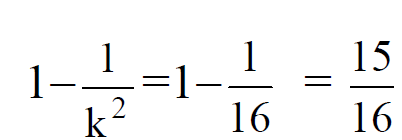 1 − 1/k² = 1 − 1/16 = 15/16